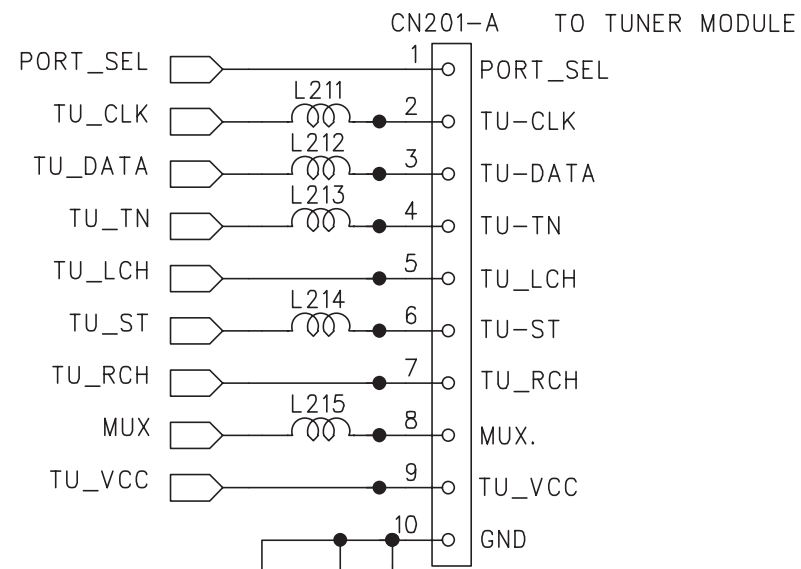 CN201-A TO TUNER MODULE
PORT_SEL 1 PORT_SEL
L211
TU_CLK 2 TU-CLK
L212
TU_DATA 3 TU-DATA
L213
TU_TN 4 TU-TN
TU_LCH 5 TU_LCH
L214
TU_ST 6 TU-ST
TU_RCH 7 TU_RCH
L215
MUX 8 MUX.
TU_VCC 9 TU_VCC
10 GND